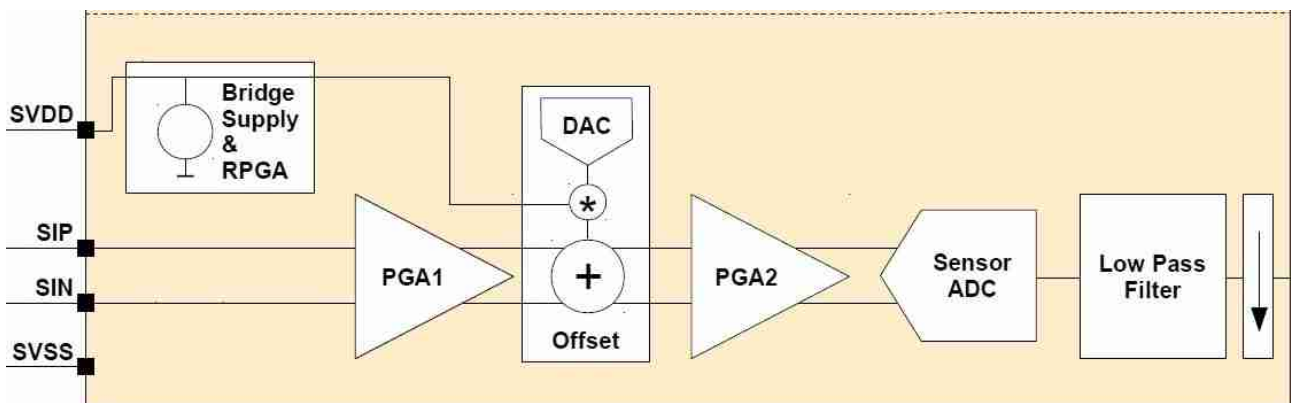 SVDD
Bridge
Supply
&
RPGA
DAC
*
SIP
SIN
SVSS
PGA1
+
Offset
PGA2
Sensor
ADC
Low Pass
Filter